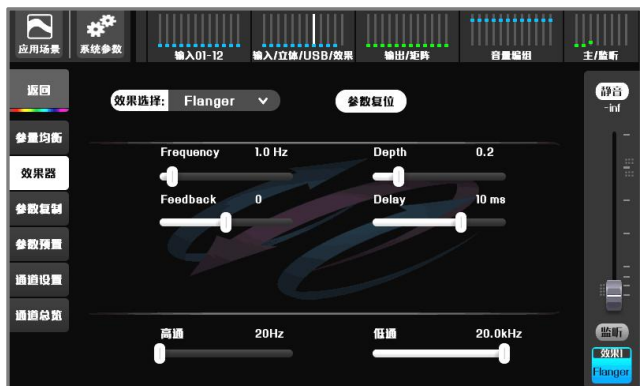 应用场景 系统参数 输入01-12 输入/立体/USB/效果 输出/矩阵 音量编组 主/监听
返回
效果选择: Flanger
参数复位
静音
-inf
参量均衡
效果器
参数复制
参数预置
通道设置
通道总览
Frequency 1.0 Hz
Depth 0.2
Feedback 0
Delay 10 ms
高通 20Hz
低通 20.0kHz
监听
效果1
Flanger